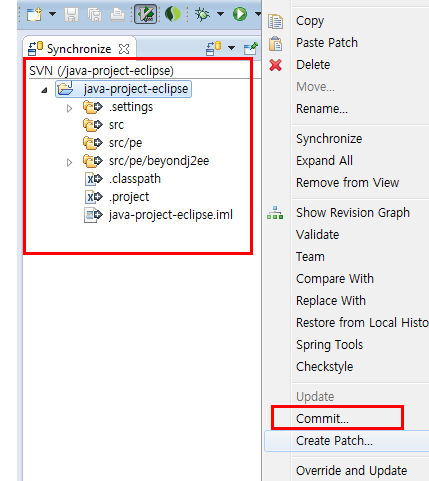 Synchronize
SVN (/java-project-eclipse)
java-project-eclipse
.settings
src
src/pe
src/pe/beyondj2ee
.classpath
.project
java-project-eclipse.iml
Copy
Paste Patch
Delete
Move...
Rename...
Synchronize
Expand All
Remove from View
Show Revision Graph
Validate
Team
Compare With
Replace With
Restore from Local Histo
Spring Tools
Checkstyle
Update
Commit...
Create Patch...
Override and Update